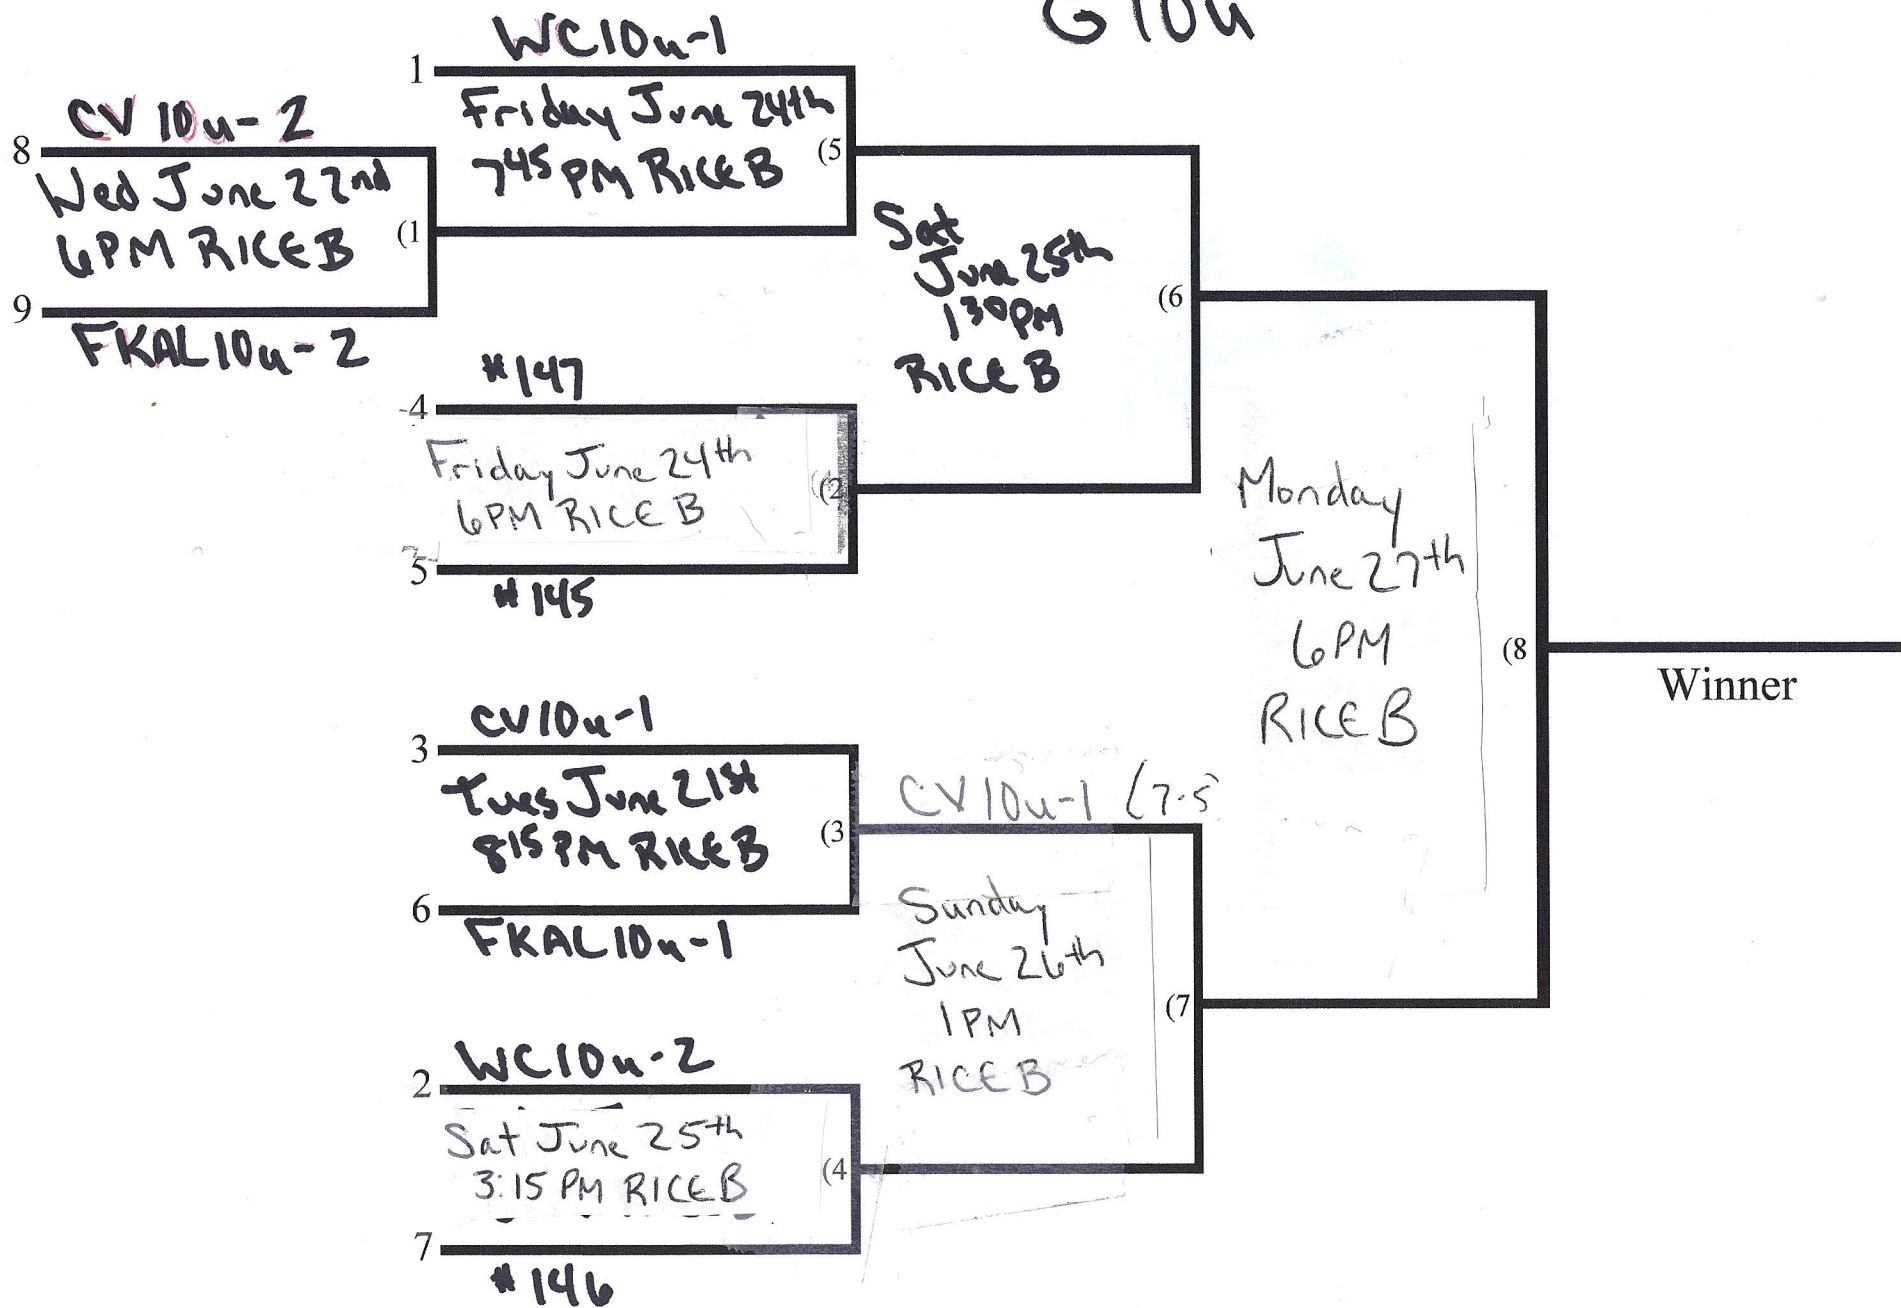 G 10u
WC10u-1
1
Friday June 24th
7 45 PM RICE B
(5
CV 10u-2
8
Wed June 22nd
6PM RICE B
(1
9
FKAL10u-2
Sat
June 25th
1 30 PM
RICE B
(6
#147
4
Friday June 24th
6PM RICE B
(2
5
#145
Monday
June 27th
6PM
RICE B
(8
Winner
CV10u-1
3
Tues June 21st
8 15 PM RICE B
(3
6
FKAL10u-1
CV10u-1 (7-5
Sunday
June 26th
1PM
RICE B
(7
WC10u-2
2
Sat June 25th
3:15 PM RICE B
(4
7
#146